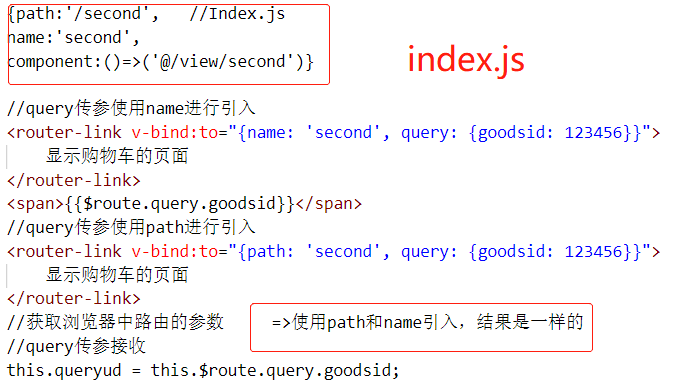 {path:'/second',   //Index.js
name:'second',
component:()=>('@/view/second')}
index.js
//query传参使用name进行引入
<router-link v-bind:to="{name: 'second', query: {goodsid: 123456}}">
显示购物车的页面
</router-link>
<span>{{$route.query.goodsid}}</span>
//query传参使用path进行引入
<router-link v-bind:to="{path: 'second', query: {goodsid: 123456}}">
显示购物车的页面
</router-link>
//获取浏览器中路由的参数    =>使用path和name引入，结果是一样的
//query传参接收
this.queryud = this.$route.query.goodsid;